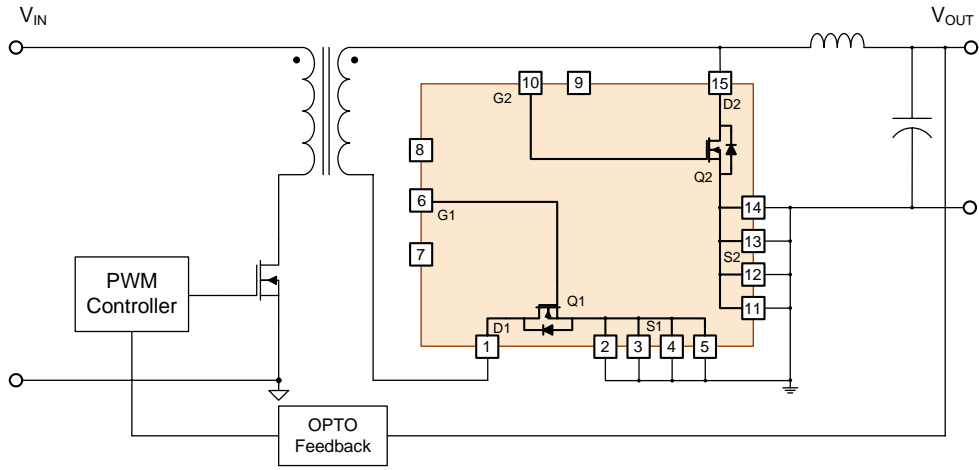 VIN
VOUT
10
9
15
G2
D2
8
Q2
6
G1
14
13
7
S2
12
PWM
Controller
Q1
11
D1
S1
1
2
3
4
5
OPTO
Feedback